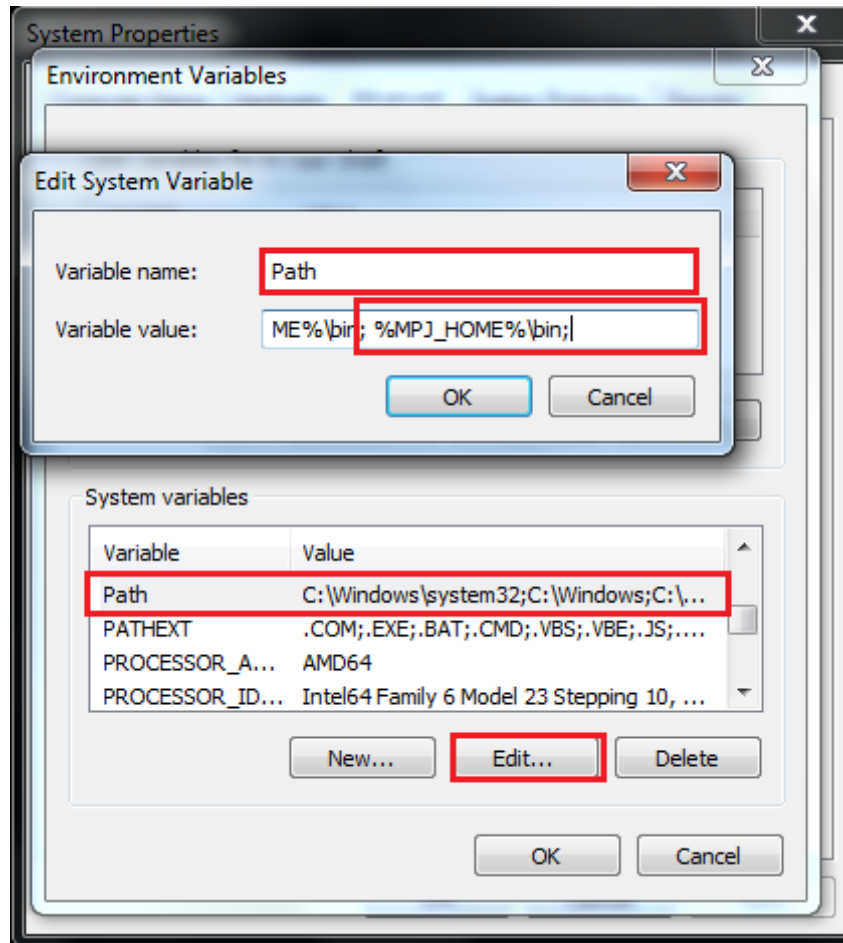 System Properties
Environment Variables
Edit System Variable
Variable name: Path
Variable value: ME%\bin; %MPJ_HOME%\bin;
OK Cancel
System variables
Variable Value
Path C:\Windows\system32;C:\Windows;C:\...
PATHEXT .COM;.EXE;.BAT;.CMD;.VBS;.VBE;.JS;....
PROCESSOR_A... AMD64
PROCESSOR_ID... Intel64 Family 6 Model 23 Stepping 10, ...
New... Edit... Delete
OK Cancel